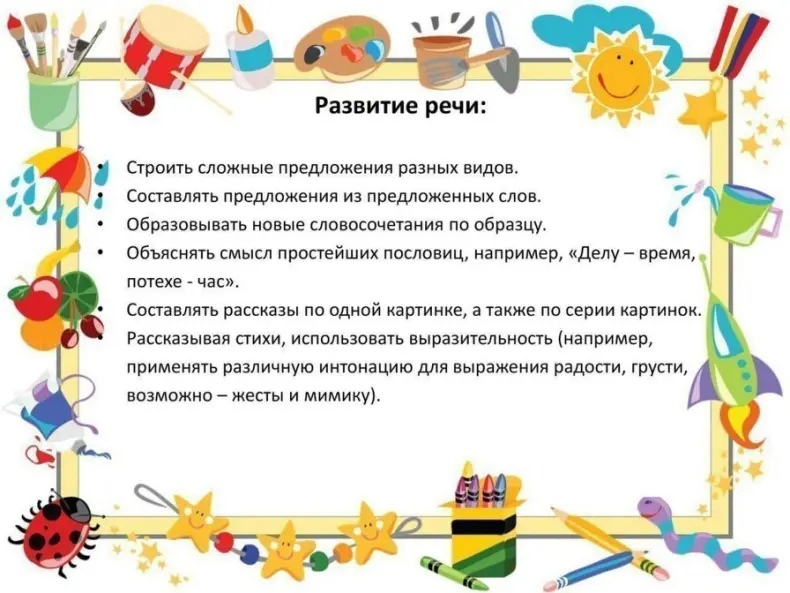 Развитие речи:
• Строить сложные предложения разных видов.
• Составлять предложения из предложенных слов.
• Образовывать новые словосочетания по образцу.
• Объяснять смысл простейших пословиц, например, «Делу – время,
потехе - час».
• Составлять рассказы по одной картинке, а также по серии картинок.
Рассказывая стихи, использовать выразительность (например,
применять различную интонацию для выражения радости, грусти,
возможно – жесты и мимику).